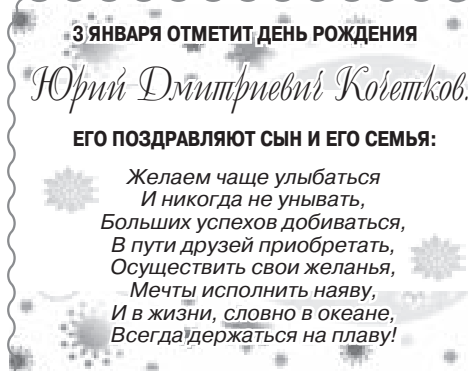 3 ЯНВАРЯ ОТМЕТИТ ДЕНЬ РОЖДЕНИЯ
Юрий Дмитриевич Кочетков.
ЕГО ПОЗДРАВЛЯЮТ СЫН И ЕГО СЕМЬЯ:
Желаем чаще улыбаться
И никогда не унывать,
Больших успехов добиваться,
В пути друзей приобретать,
Осуществить свои желанья,
Мечты исполнить наяву,
И в жизни, словно в океане,
Всегда держаться на плаву!